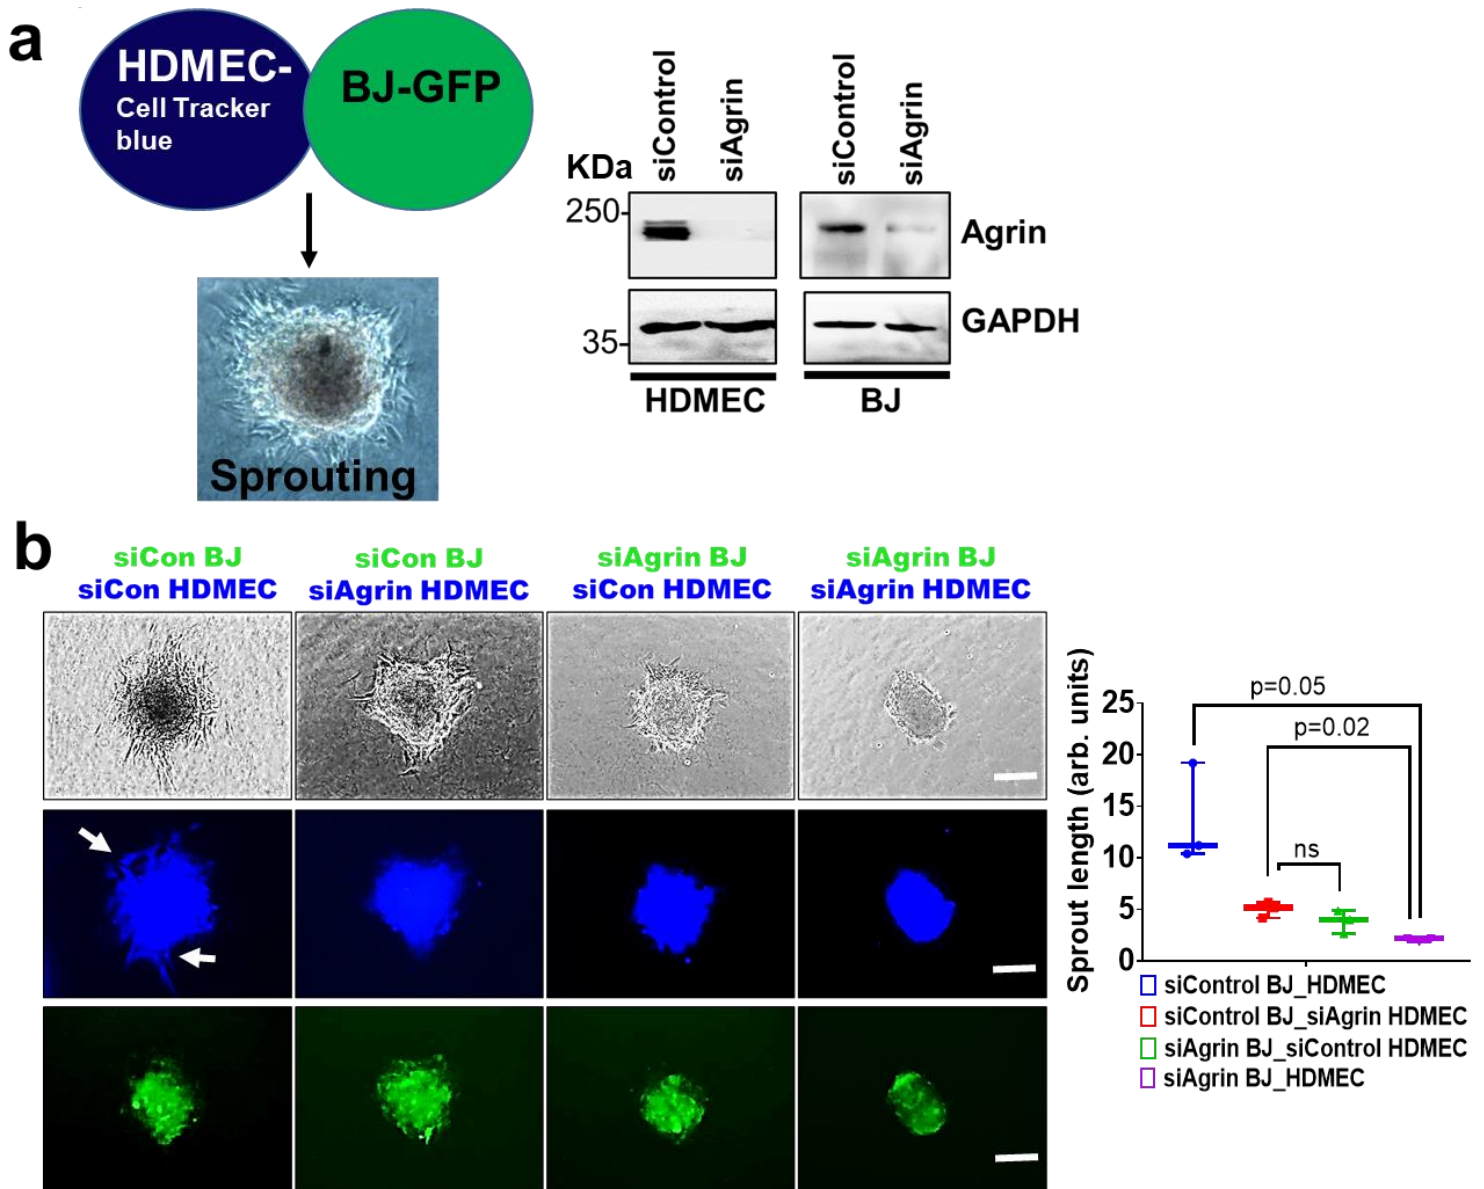 a
HDMEC-
Cell Tracker
blue
BJ-GFP
Sprouting
KDa
siControl
siAgrin
siControl
siAgrin
250
Agrin
35
GAPDH
HDMEC
BJ
b
siCon BJ
siCon HDMEC
siCon BJ
siAgrin HDMEC
siAgrin BJ
siCon HDMEC
siAgrin BJ
siAgrin HDMEC
Sprout length (arb. units)
25
20
15
10
5
0
p=0.05
p=0.02
ns
siControl BJ_HDMEC
siControl BJ_siAgrin HDMEC
siAgrin BJ_siControl HDMEC
siAgrin BJ_HDMEC